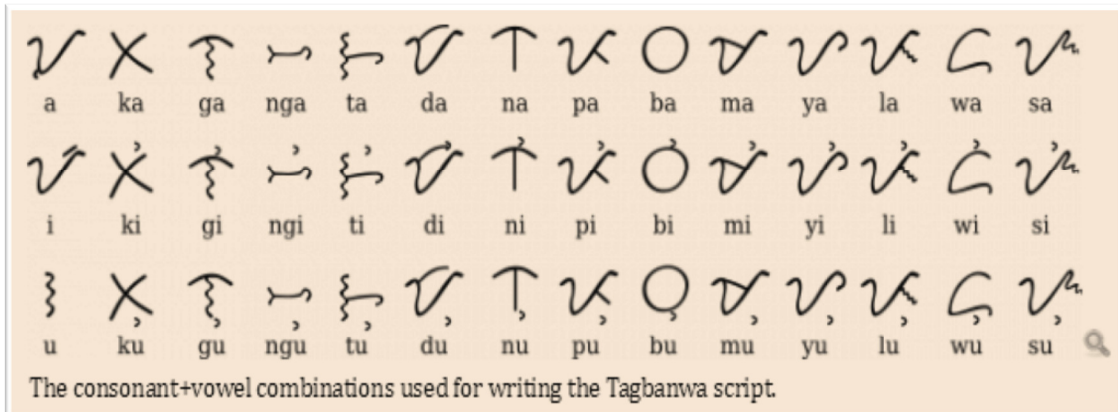 ᝠ ᝣ ᝤ ᝥ ᝦ ᝧ ᝨ ᝩ ᝪ ᝫ ᝬ ᝮ ᝯ ᝰ
a ka ga nga ta da na pa ba ma ya la wa sa
ᝡ ᝣᝲ ᝤᝲ ᝥᝲ ᝦᝲ ᝧᝲ ᝨᝲ ᝩᝲ ᝪᝲ ᝫᝲ ᝬᝲ ᝮᝲ ᝯᝲ ᝰᝲ
i ki gi ngi ti di ni pi bi mi yi li wi si
ᝢ ᝣᝳ ᝤᝳ ᝥᝳ ᝦᝳ ᝧᝳ ᝨᝳ ᝩᝳ ᝪᝳ ᝫᝳ ᝬᝳ ᝮᝳ ᝯᝳ ᝰᝳ
u ku gu ngu tu du nu pu bu mu yu lu wu su
The consonant+vowel combinations used for writing the Tagbanwa script.